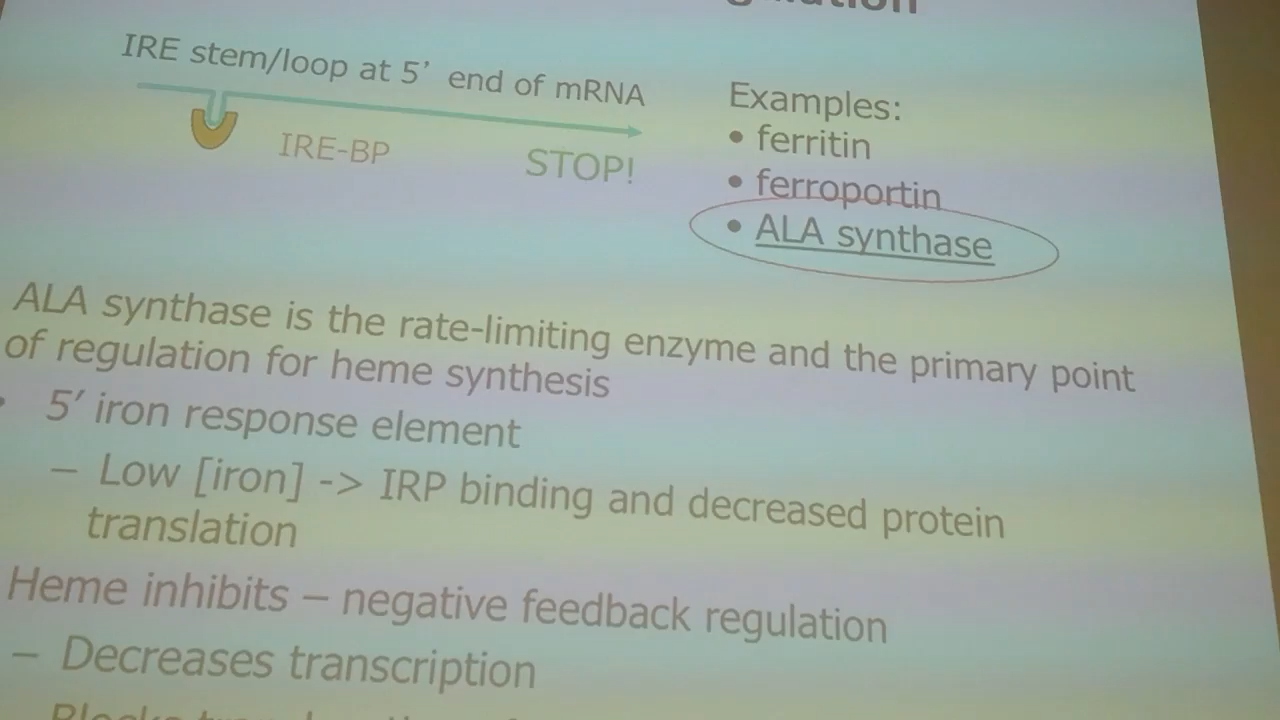 IRE stem/loop at 5' end of mRNA
IRE-BP
STOP!
Examples:
• ferritin
• ferroportin
• ALA synthase
ALA synthase is the rate-limiting enzyme and the primary point
of regulation for heme synthesis
• 5' iron response element
– Low [iron] -> IRP binding and decreased protein
translation
Heme inhibits – negative feedback regulation
– Decreases transcription